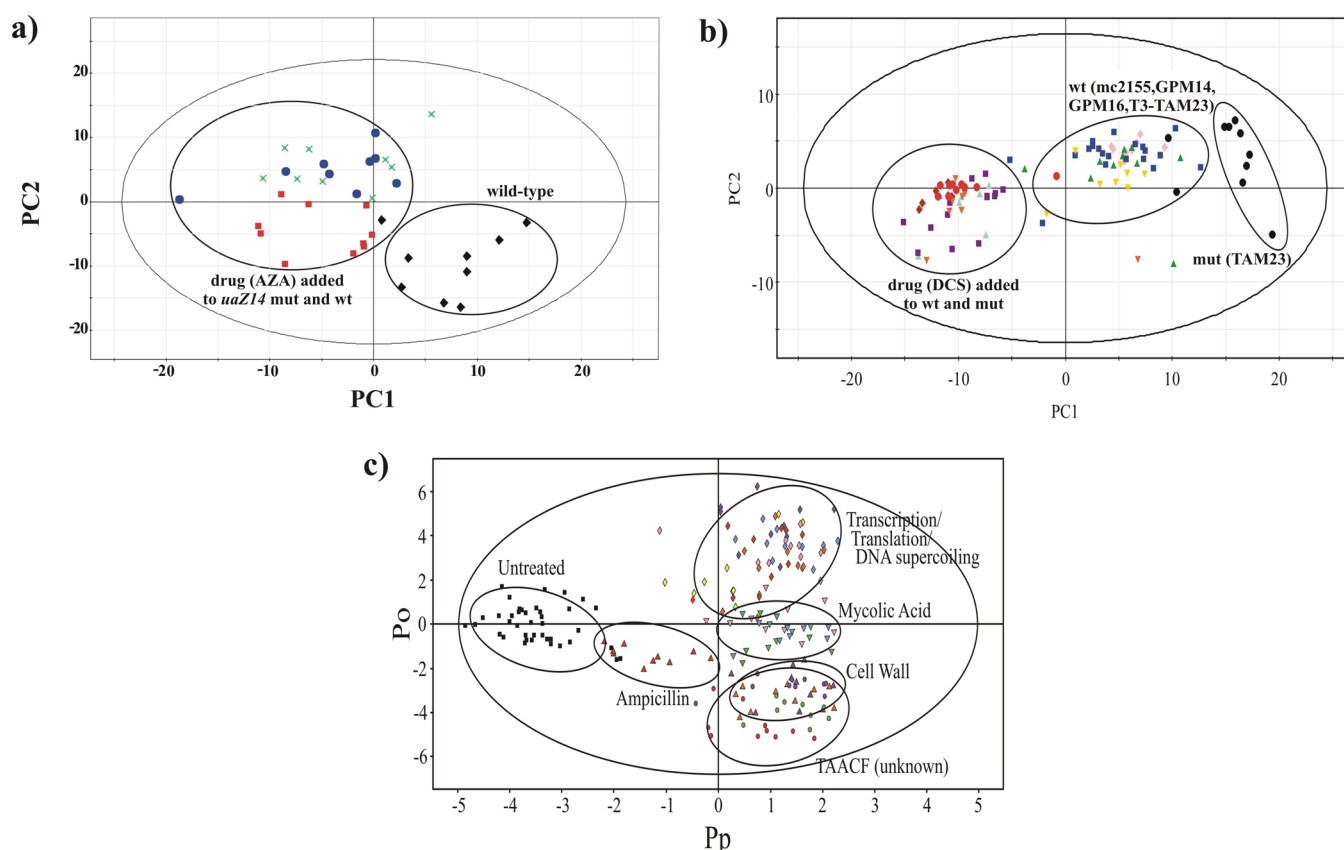 a)
PC2
20
10
0
-10
-20
-20
-10
0
10
20
PC1
wild-type
drug (AZA) added
to uaZ14 mut and wt
b)
PC2
10
0
-10
-20
-10
0
10
20
PC1
wt (mc2155,GPM14,
GPM16,T3-TAM23)
mut (TAM23)
drug (DCS) added
to wt and mut
c)
Po
6
4
2
0
-2
-4
-6
-5
-4
-3
-2
-1
0
1
2
3
4
5
Pp
Untreated
Ampicillin
Transcription/
Translation/
DNA supercoiling
Mycolic Acid
Cell Wall
TAACF (unknown)